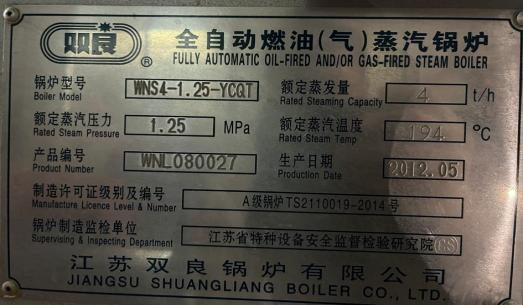 双良 ® 全自动燃油(气)蒸汽锅炉
FULLY AUTOMATIC OIL-FIRED AND/OR GAS-FIRED STEAM BOILER
锅炉型号 WNS4-1.25-YCQT 额定蒸发量 4 t/h
Boiler Model Rated Steaming Capacity
额定蒸汽压力 1.25 MPa 额定蒸汽温度 194 ℃
Rated Steam Pressure Rated Steam Temp
产品编号 WNL080027 生产日期 2012.05
Product Number Production Date
制造许可证级别及编号 A级锅炉TS2110019-2014号
Manufacture Licence Level & Number
锅炉制造监检单位 江苏省特种设备安全监督检验研究院 CS
Supervising & Inspecting Department
江苏双良锅炉有限公司
JIANGSU SHUANGLIANG BOILER CO., LTD.